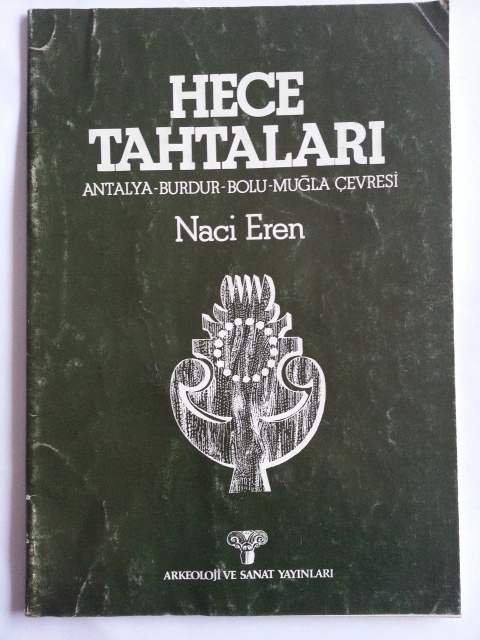 HECE
TAHTALARI
ANTALYA-BURDUR-BOLU-MUĞLA ÇEVRESİ
Naci Eren
ARKEOLOJİ VE SANAT YAYINLARI